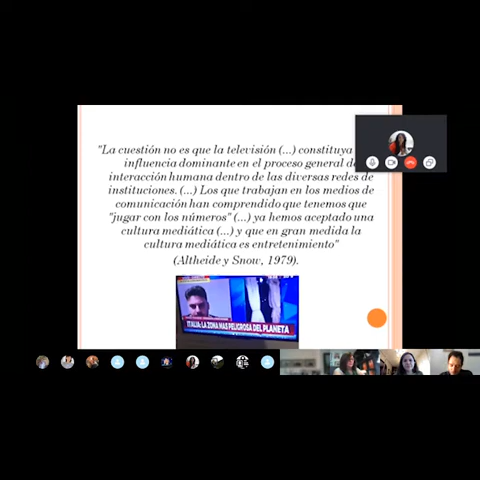 "La cuestión no es que la televisión (...) constituya
influencia dominante en el proceso general de
interacción humana dentro de las diversas redes de
instituciones. (...) Los que trabajan en los medios de
comunicación han comprendido que tenemos que
"jugar con los números" (...) ya hemos aceptado una
cultura mediática (...) y que en gran medida la
cultura mediática es entretenimiento"
(Altheide y Snow, 1979).
ITALIA: LA ZONA MAS PELIGROSA DEL PLANETA